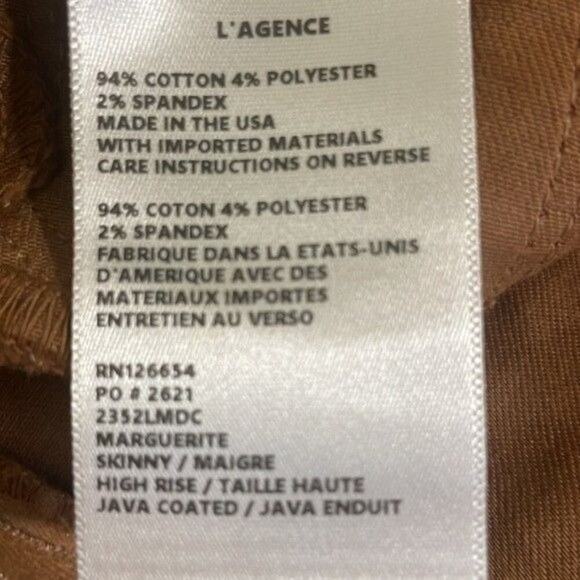 L'AGENCE
94% COTTON 4% POLYESTER
2% SPANDEX
MADE IN THE USA
WITH IMPORTED MATERIALS
CARE INSTRUCTIONS ON REVERSE
94% COTON 4% POLYESTER
2% SPANDEX
FABRIQUE DANS LA ETATS-UNIS
D'AMERIQUE AVEC DES
MATERIAUX IMPORTES
ENTRETIEN AU VERSO
RN126654
PO # 2621
2352LMDC
MARGUERITE
SKINNY / MAIGRE
HIGH RISE / TAILLE HAUTE
JAVA COATED / JAVA ENDUIT